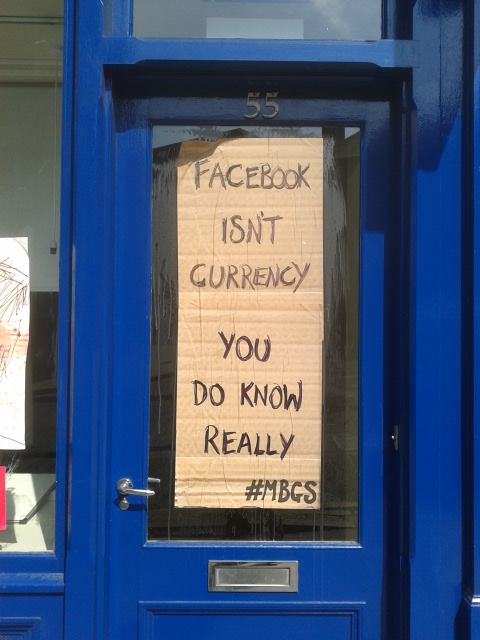 55
FACEBOOK
ISN'T
CURRENCY
YOU
DO KNOW
REALLY
#MBGS